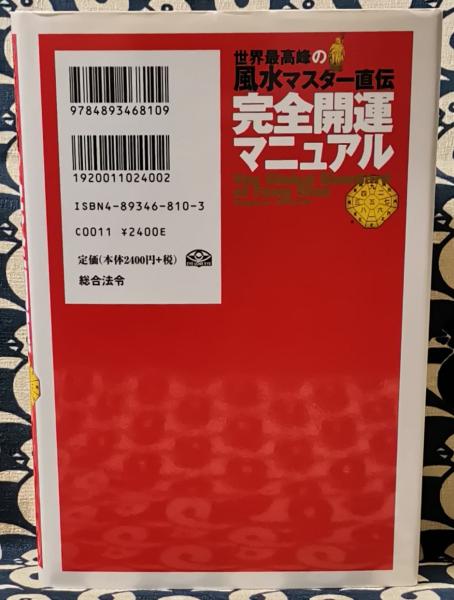 世界最高峰の
風水マスター直伝
完全開運
マニュアル
9784893468109
1920011024002
ISBN4-89346-810-3
C0011 ¥2400E
定価(本体2400円+税)
総合法令